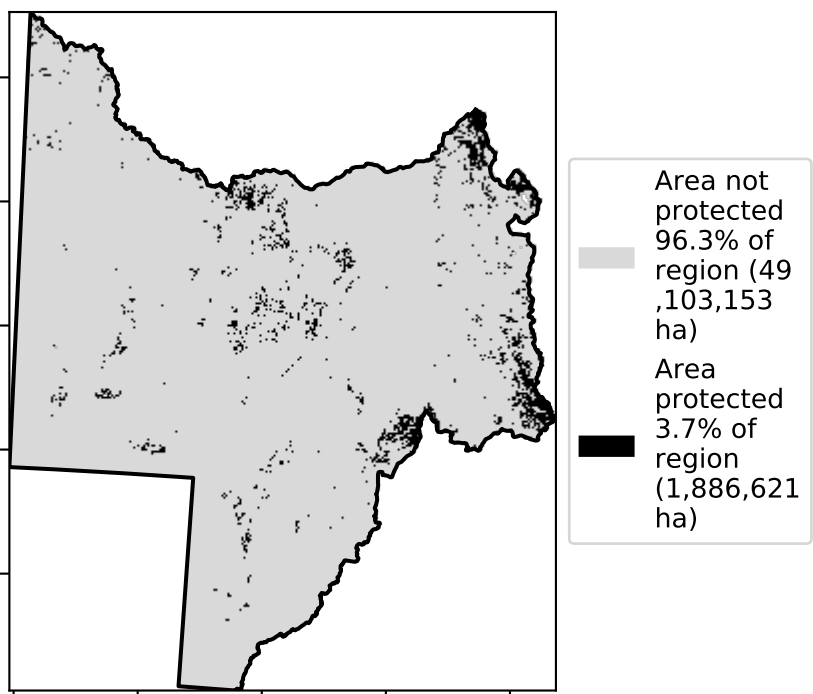 Area not
protected
96.3% of
region (49
,103,153
ha)
Area
protected
3.7% of
region
(1,886,621
ha)